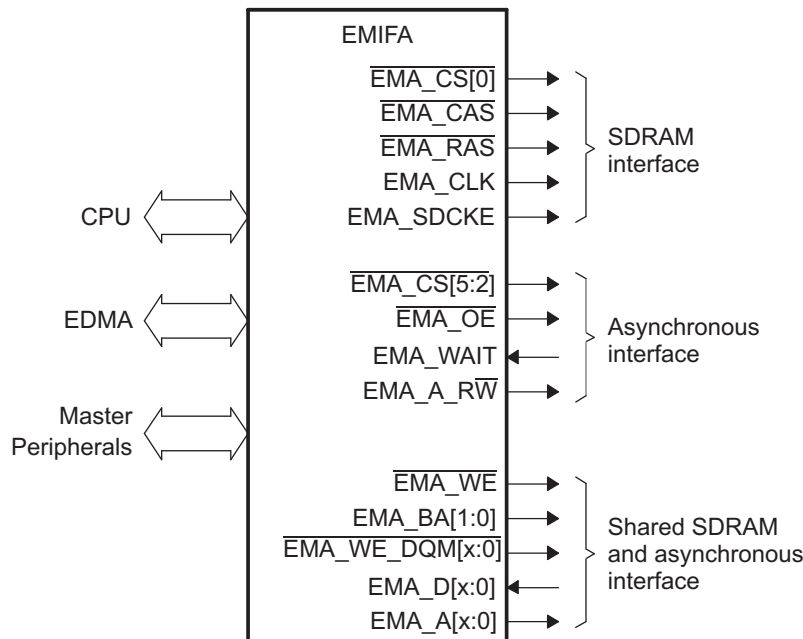 EMIFA
EMA_CS[0]
EMA_CAS
EMA_RAS
EMA_CLK
EMA_SDCKE
SDRAM
interface
CPU
EMA_CS[5:2]
EMA_OE
EMA_WAIT
EMA_A_RW
Asynchronous
interface
EDMA
Master
Peripherals
EMA_WE
EMA_BA[1:0]
EMA_WE_DQM[x:0]
EMA_D[x:0]
EMA_A[x:0]
Shared SDRAM
and asynchronous
interface